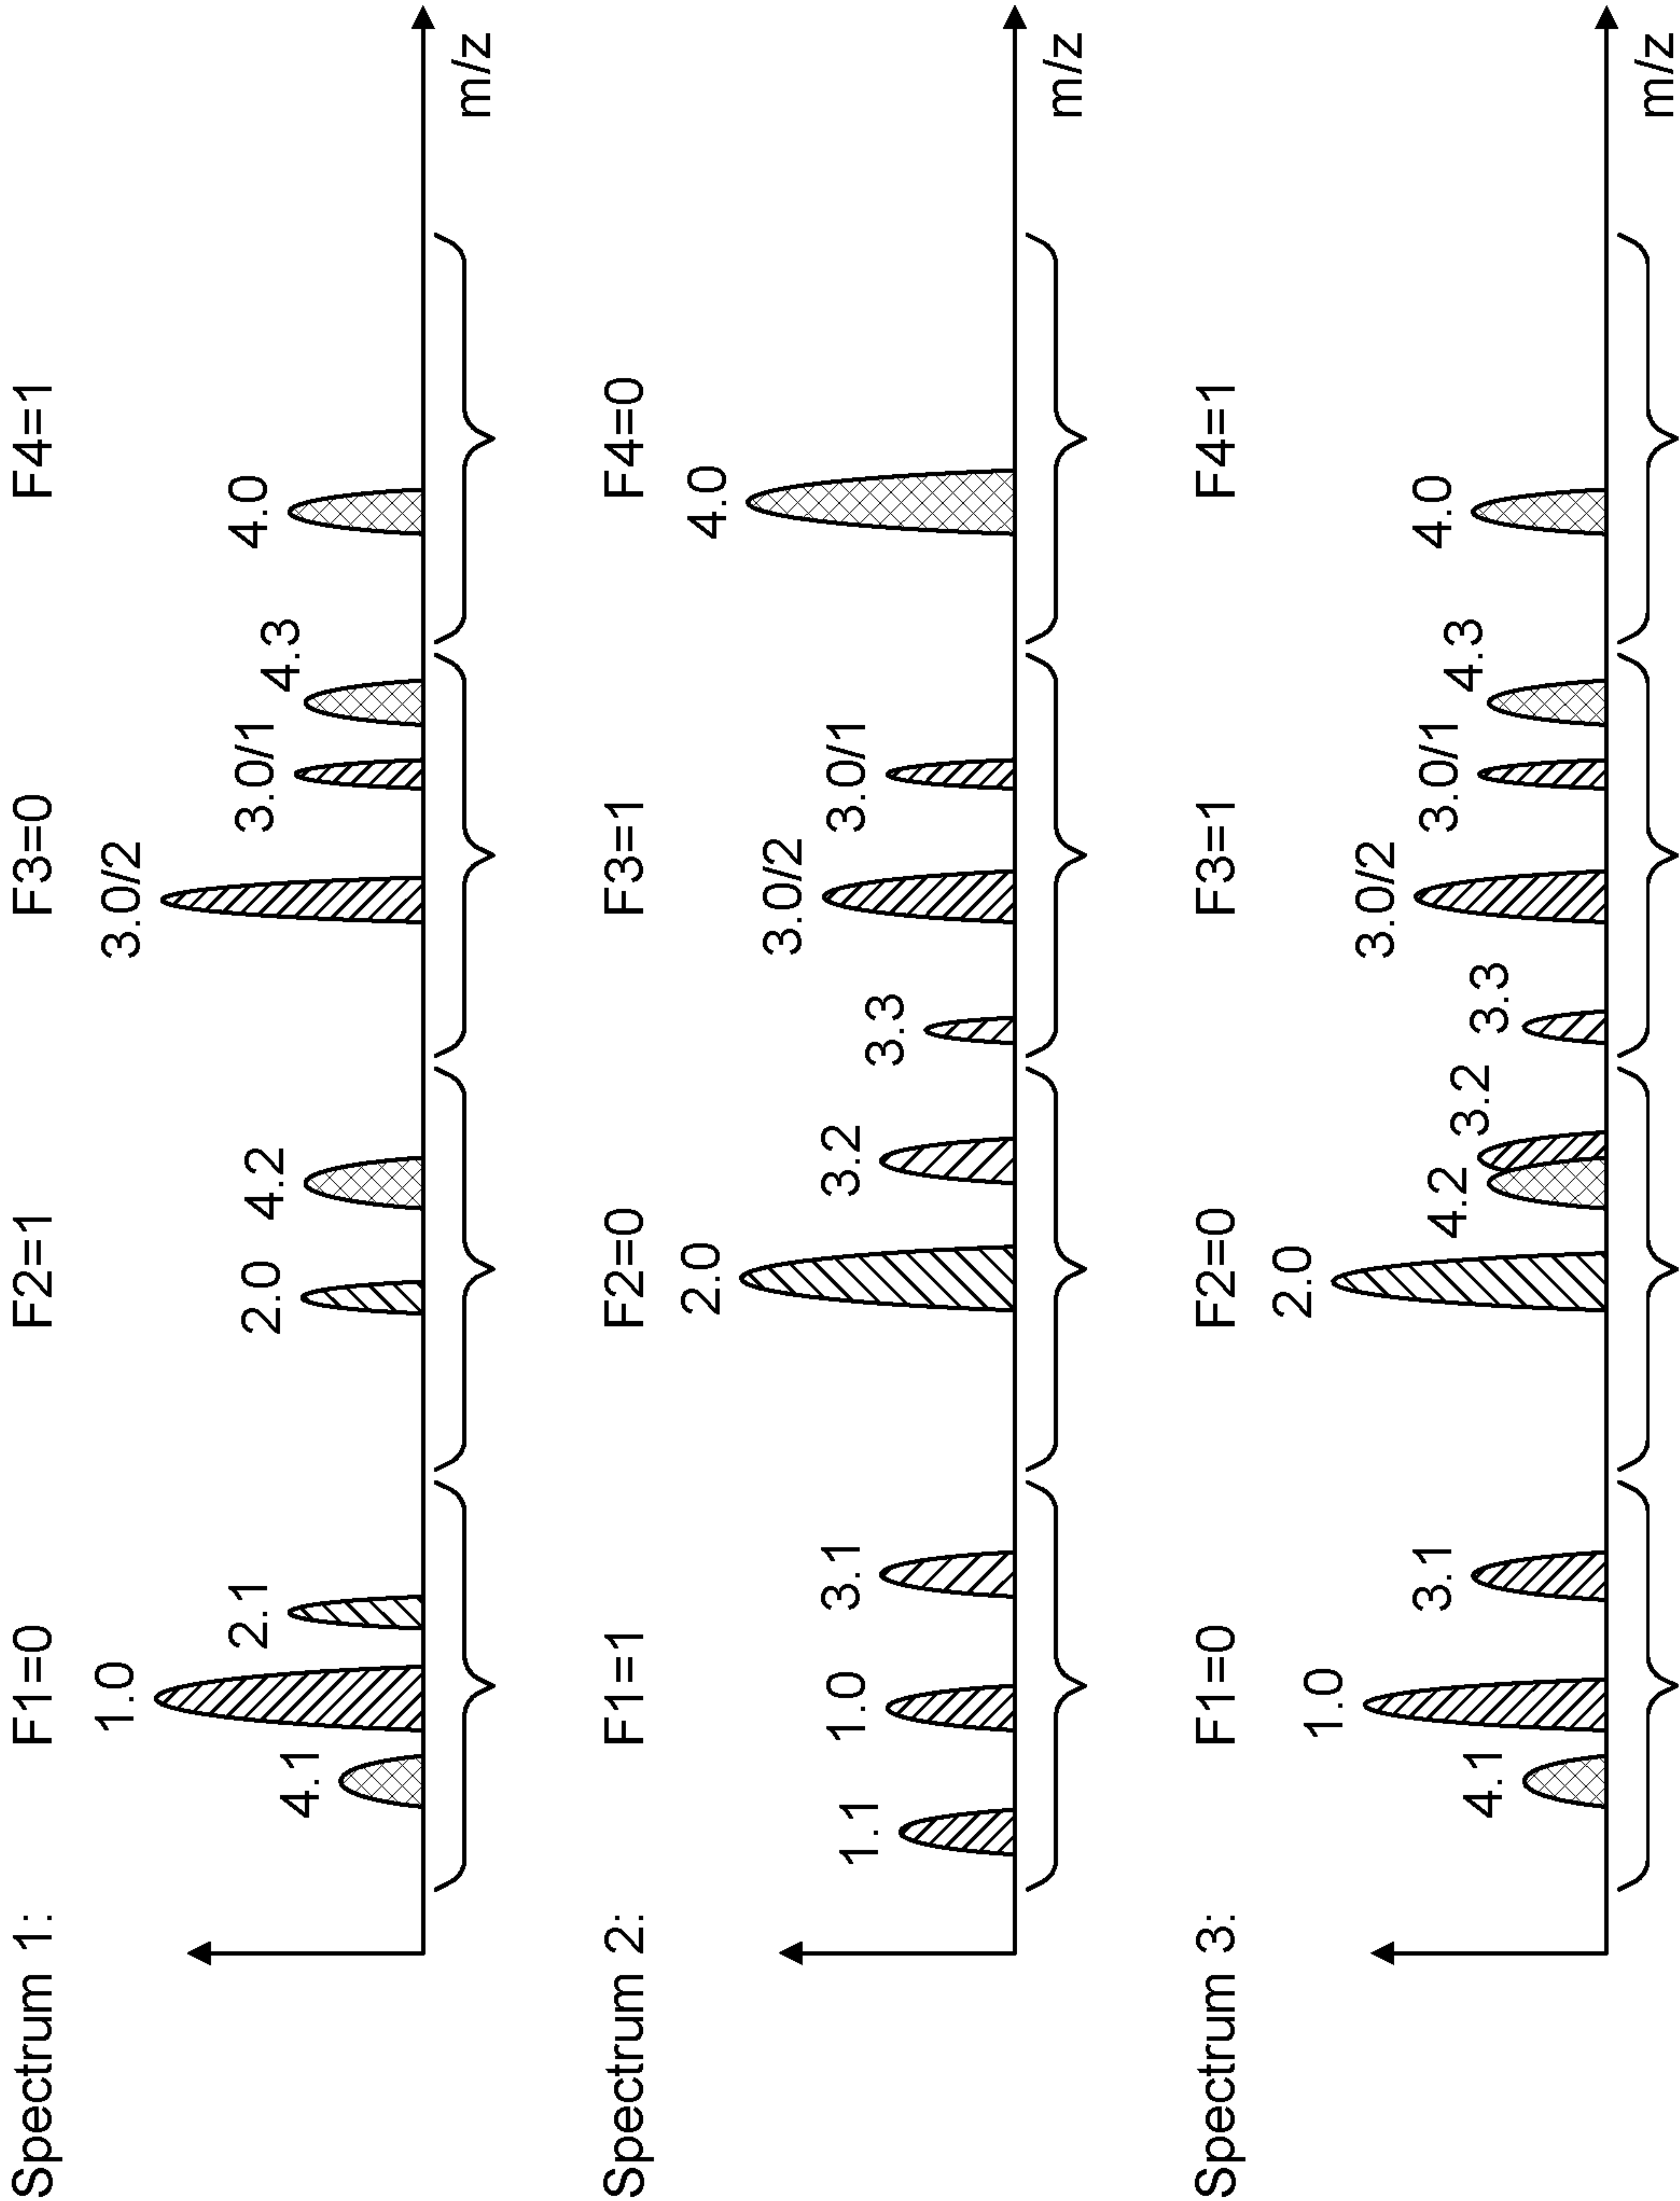 Spectrum 1:
F1=0 F2=1 F3=0 F4=1
4.1 1.0 2.1 2.0 4.2 3.0/2 3.0/1 4.3 4.0
m/z
Spectrum 2:
F1=1 F2=0 F3=1 F4=0
1.1 1.0 3.1 2.0 3.2 3.3 3.0/2 3.0/1 4.0
m/z
Spectrum 3:
F1=0 F2=0 F3=1 F4=1
4.1 1.0 3.1 2.0 4.2 3.2 3.3 3.0/2 3.0/1 4.3 4.0
m/z